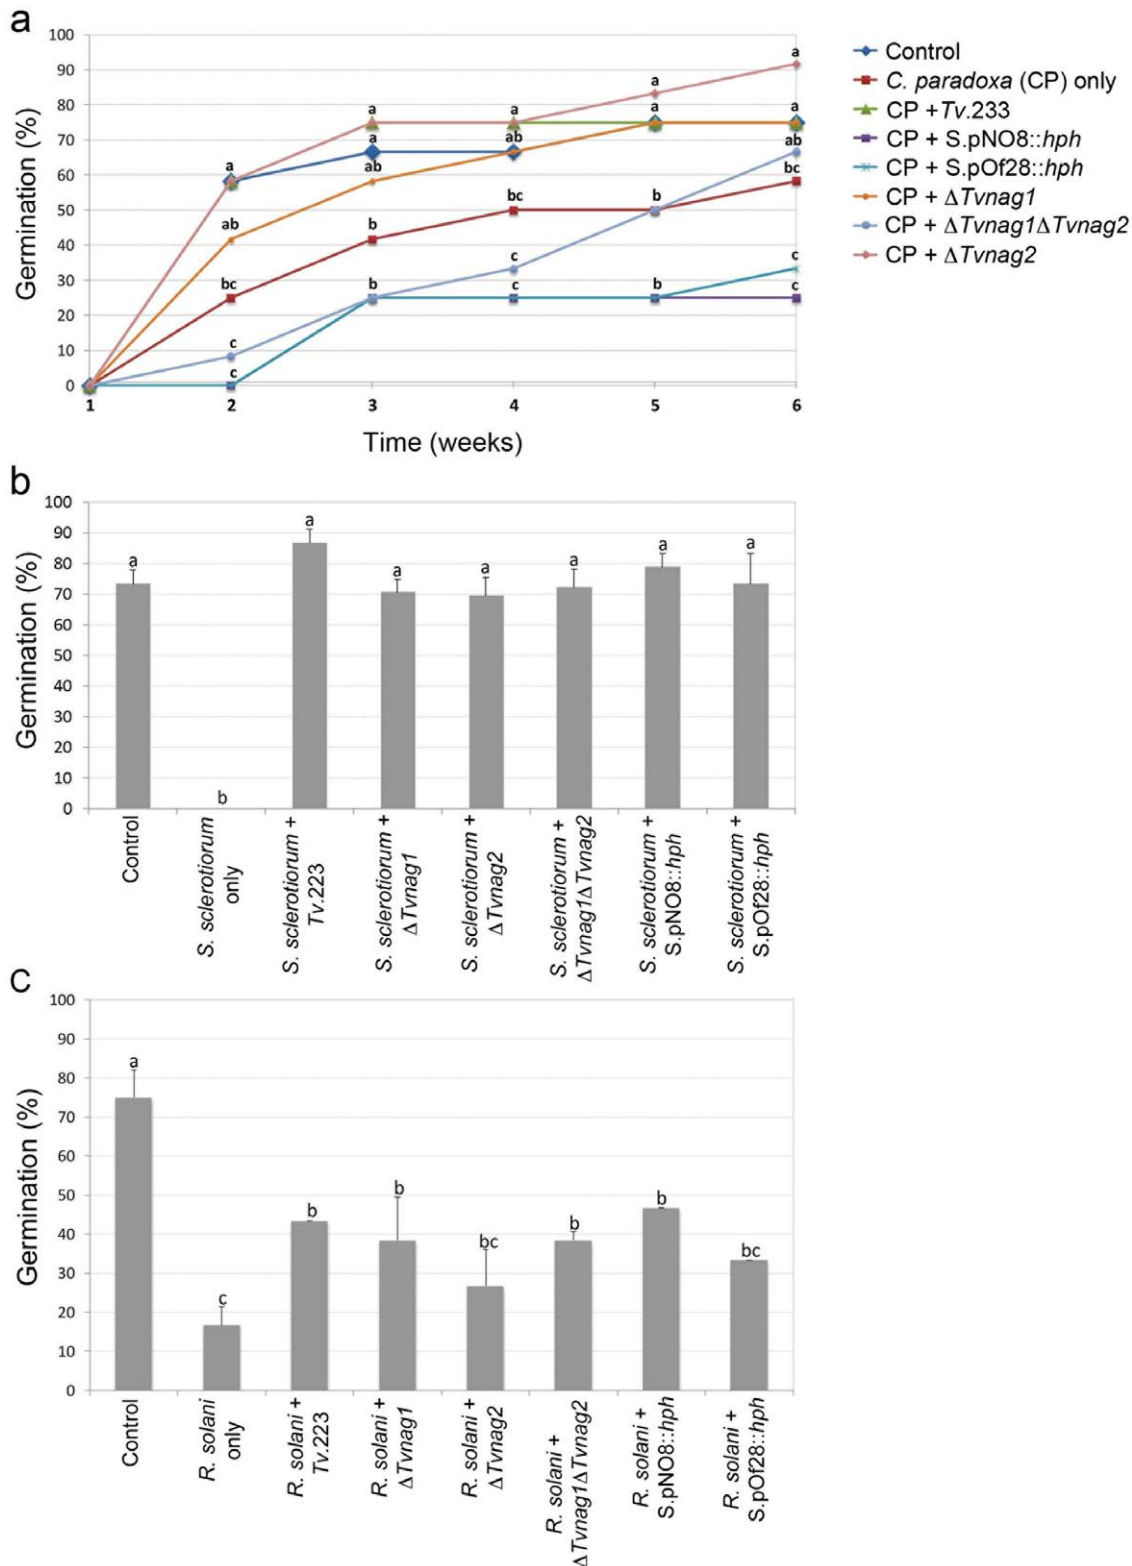 a
100
90
80
70
60
50
40
30
20
10
0
Germination (%)
a
a
a
a
ab
bc
b
c
c
a
ab
bc
c
c
a
a
b
b
a
ab
bc
c
c
1 2 3 4 5 6
Time (weeks)
Control
C. paradoxa (CP) only
CP +Tv.233
CP + S.pNO8::hph
CP + S.pOf28::hph
CP + ΔTvnag1
CP + ΔTvnag1ΔTvnag2
CP + ΔTvnag2
b
100
90
80
70
60
50
40
30
20
10
0
Germination (%)
a b a a a a a a
Control
S. sclerotiorum
only
S. sclerotiorum +
Tv.223
S. sclerotiorum +
ΔTvnag1
S. sclerotiorum +
ΔTvnag2
S. sclerotiorum +
ΔTvnag1ΔTvnag2
S. sclerotiorum +
S.pNO8::hph
S. sclerotiorum +
S.pOf28::hph
C
100
90
80
70
60
50
40
30
20
10
0
Germination (%)
a c b b bc b b bc
Control
R. solani
only
R. solani +
Tv.223
R. solani +
ΔTvnag1
R. solani +
ΔTvnag2
R. solani +
ΔTvnag1ΔTvnag2
R. solani +
S.pNO8::hph
R. solani +
S.pOf28::hph